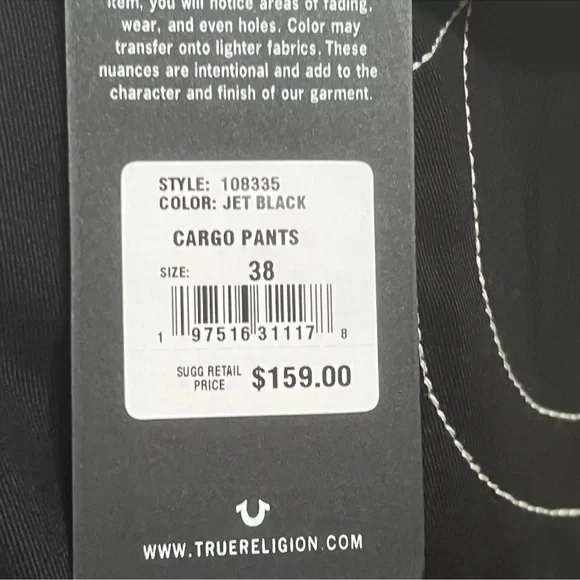 item, you will notice areas of fading,
wear, and even holes. Color may
transfer onto lighter fabrics. These
nuances are intentional and add to the
character and finish of our garment.
STYLE: 108335
COLOR: JET BLACK
CARGO PANTS
SIZE: 38
1 97516 31117 8
SUGG RETAIL
PRICE $159.00
WWW.TRUERELIGION.COM